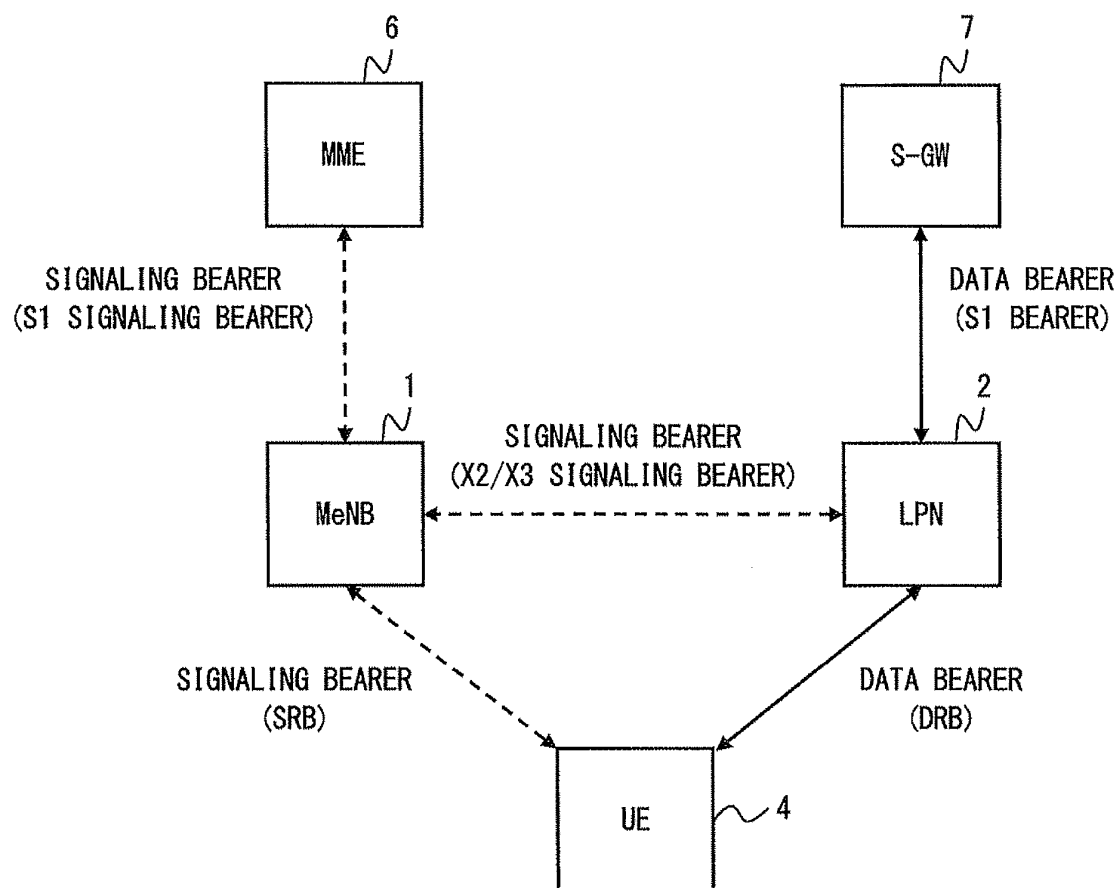 6
7
MME
S-GW
SIGNALING BEARER
(S1 SIGNALING BEARER)
DATA BEARER
(S1 BEARER)
1
2
SIGNALING BEARER
(X2/X3 SIGNALING BEARER)
MeNB
LPN
SIGNALING BEARER
(SRB)
DATA BEARER
(DRB)
UE
4